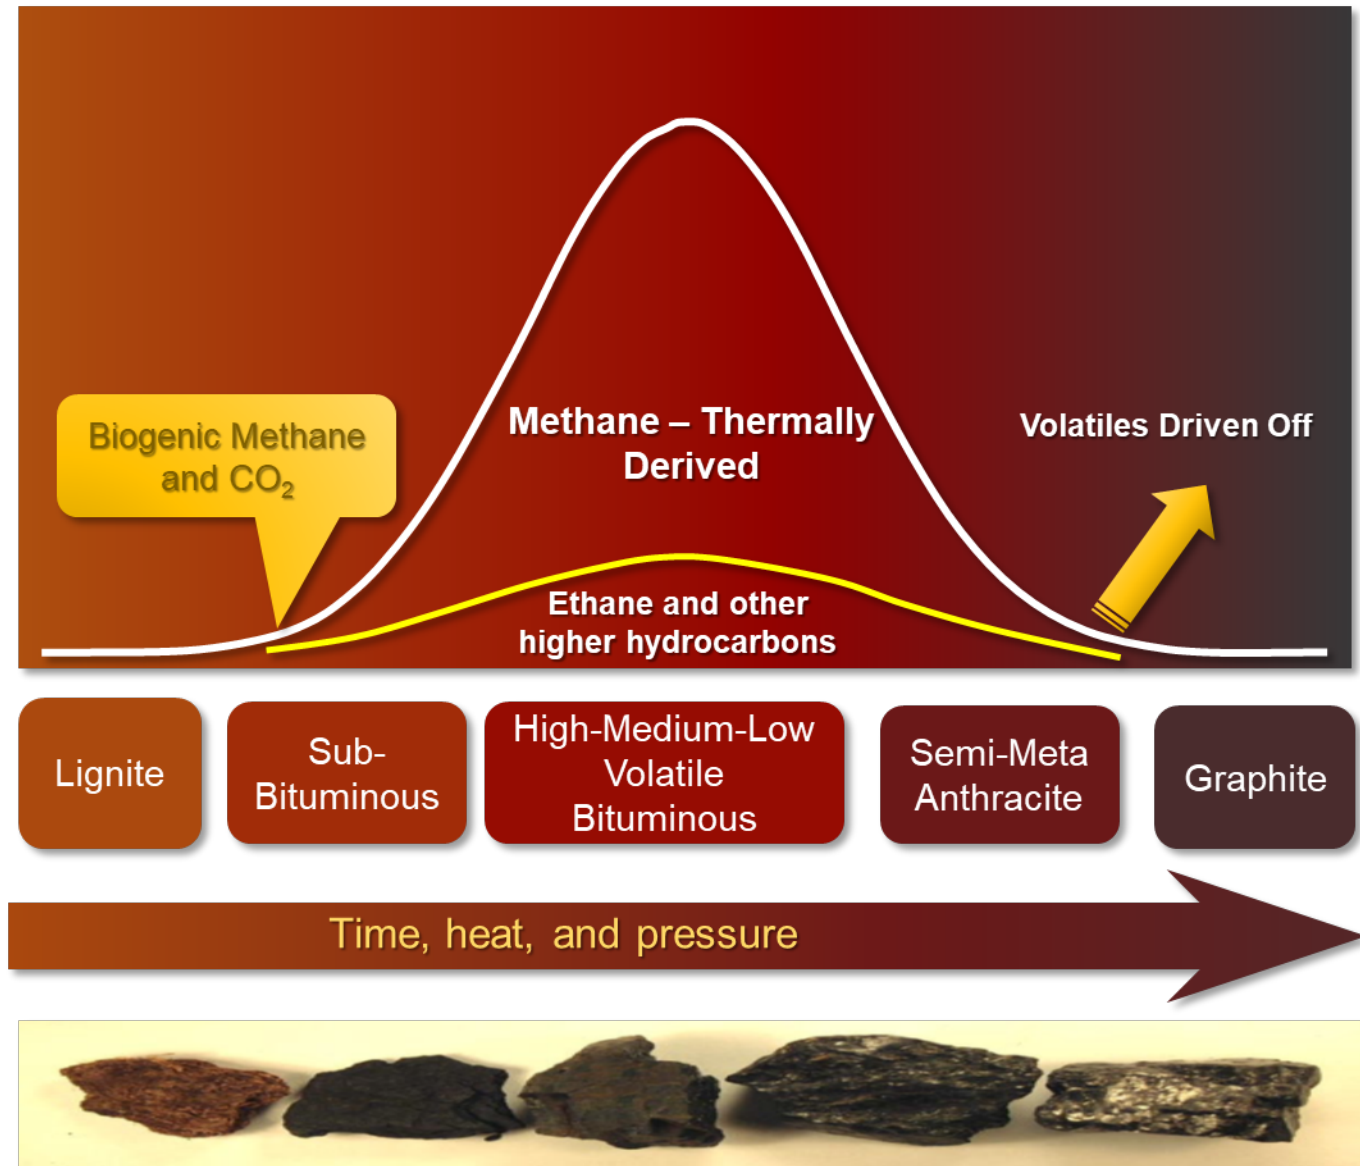 Biogenic Methane
and CO₂
Methane – Thermally
Derived
Volatiles Driven Off
Ethane and other
higher hydrocarbons
Lignite
Sub-
Bituminous
High-Medium-Low
Volatile
Bituminous
Semi-Meta
Anthracite
Graphite
Time, heat, and pressure